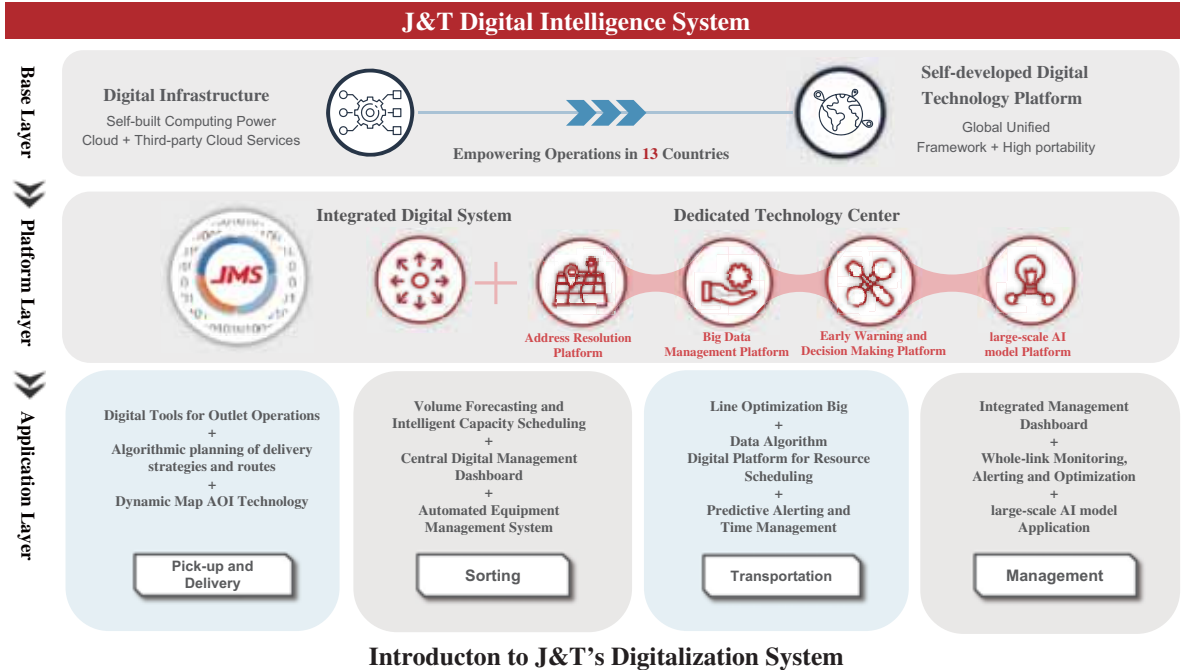 J&T Digital Intelligence System
Base Layer
Digital Infrastructure
Self-built Computing Power
Cloud + Third-party Cloud Services
Empowering Operations in 13 Countries
Self-developed Digital
Technology Platform
Global Unified
Framework + High portability
Platform Layer
JMS
Integrated Digital System
Dedicated Technology Center
Address Resolution
Platform
Big Data
Management Platform
Early Warning and
Decision Making Platform
large-scale AI
model Platform
Application Layer
Digital Tools for Outlet Operations
+
Algorithmic planning of delivery
strategies and routes
+
Dynamic Map AOI Technology
Pick-up and
Delivery
Volume Forecasting and
Intelligent Capacity Scheduling
+
Central Digital Management
Dashboard
+
Automated Equipment
Management System
Sorting
Line Optimization Big
+
Data Algorithm
Digital Platform for Resource
Scheduling
+
Predictive Alerting and
Time Management
Transportation
Integrated Management
Dashboard
+
Whole-link Monitoring,
Alerting and Optimization
+
large-scale AI model
Application
Management
Introducton to J&T's Digitalization System